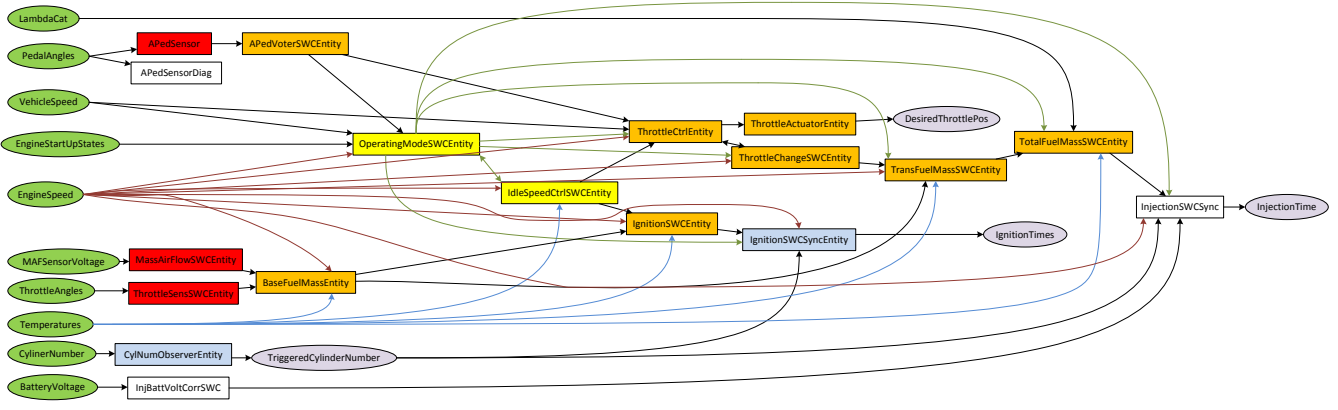 LambdaCat
PedalAngles
APedSensor
APedVoterSWCEntity
APedSensorDiag
VehicleSpeed
EngineStartUpStates
OperatingModeSWCEntity
ThrottleCtrlEntity
ThrottleActuatorEntity
DesiredThrottlePos
ThrottleChangeSWCEntity
TransFuelMassSWCEntity
TotalFuelMassSWCEntity
EngineSpeed
IdleSpeedCtrlSWCEntity
IgnitionSWCEntity
IgnitionSWCSyncEntity
IgnitionTimes
InjectionSWCSync
InjectionTime
MAFSensorVoltage
MassAirFlowSWCEntity
ThrottleAngles
ThrottleSensSWCEntity
BaseFuelMassEntity
Temperatures
CylinerNumber
CylNumObserverEntity
TriggeredCylinderNumber
BatteryVoltage
InjBattVoltCorrSWC